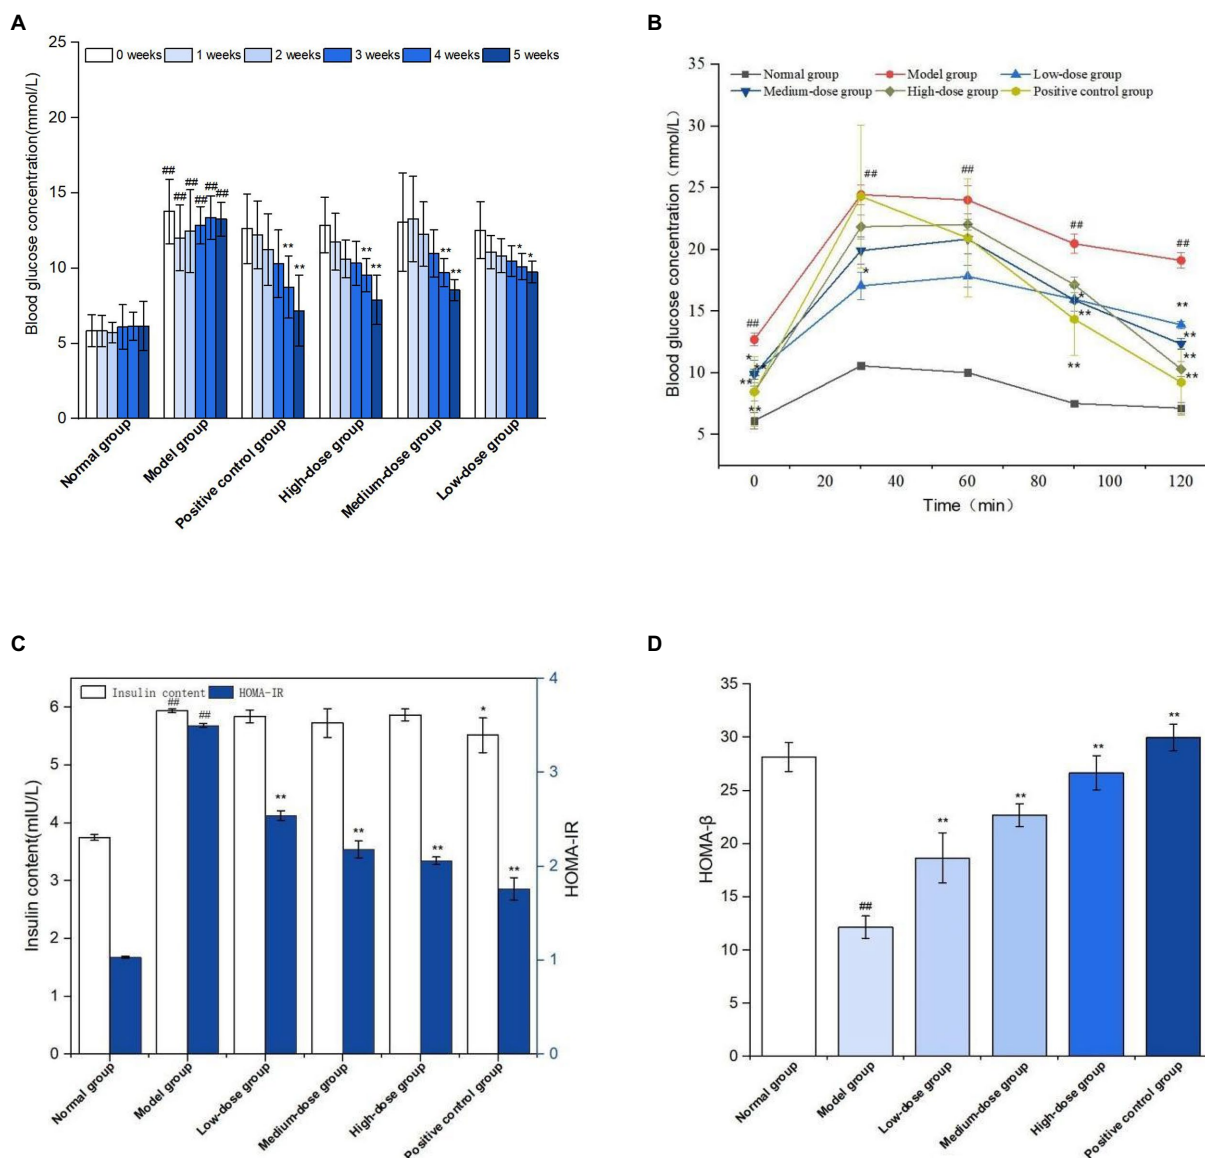 A
25
0 weeks 1 weeks 2 weeks 3 weeks 4 weeks 5 weeks
20
15
10
5
0
Blood glucose concentration(mmol/L)
## ## ## ## ## ##
** **
** **
** **
* *
Normal group
Model group
Positive control group
High-dose group
Medium-dose group
Low-dose group
B
35
Normal group Model group Low-dose group
Medium-dose group High-dose group Positive control group
30
25
20
15
10
5
Blood glucose concentration (mmol/L)
## ## ## ## ##
* ** ** **
*
* ** **
** ** ** **
0 20 40 60 80 100 120
Time (min)
C
Insulin content HOMA-IR
6
5
4
3
2
1
0
Insulin content(mIU/L)
4
3
2
1
0
HOMA-IR
## ## ** ** ** * **
Normal group
Model group
Low-dose group
Medium-dose group
High-dose group
Positive control group
D
35
30
25
20
15
10
5
0
HOMA-β
## ** ** ** **
Normal group
Model group
Low-dose group
Medium-dose group
High-dose group
Positive control group